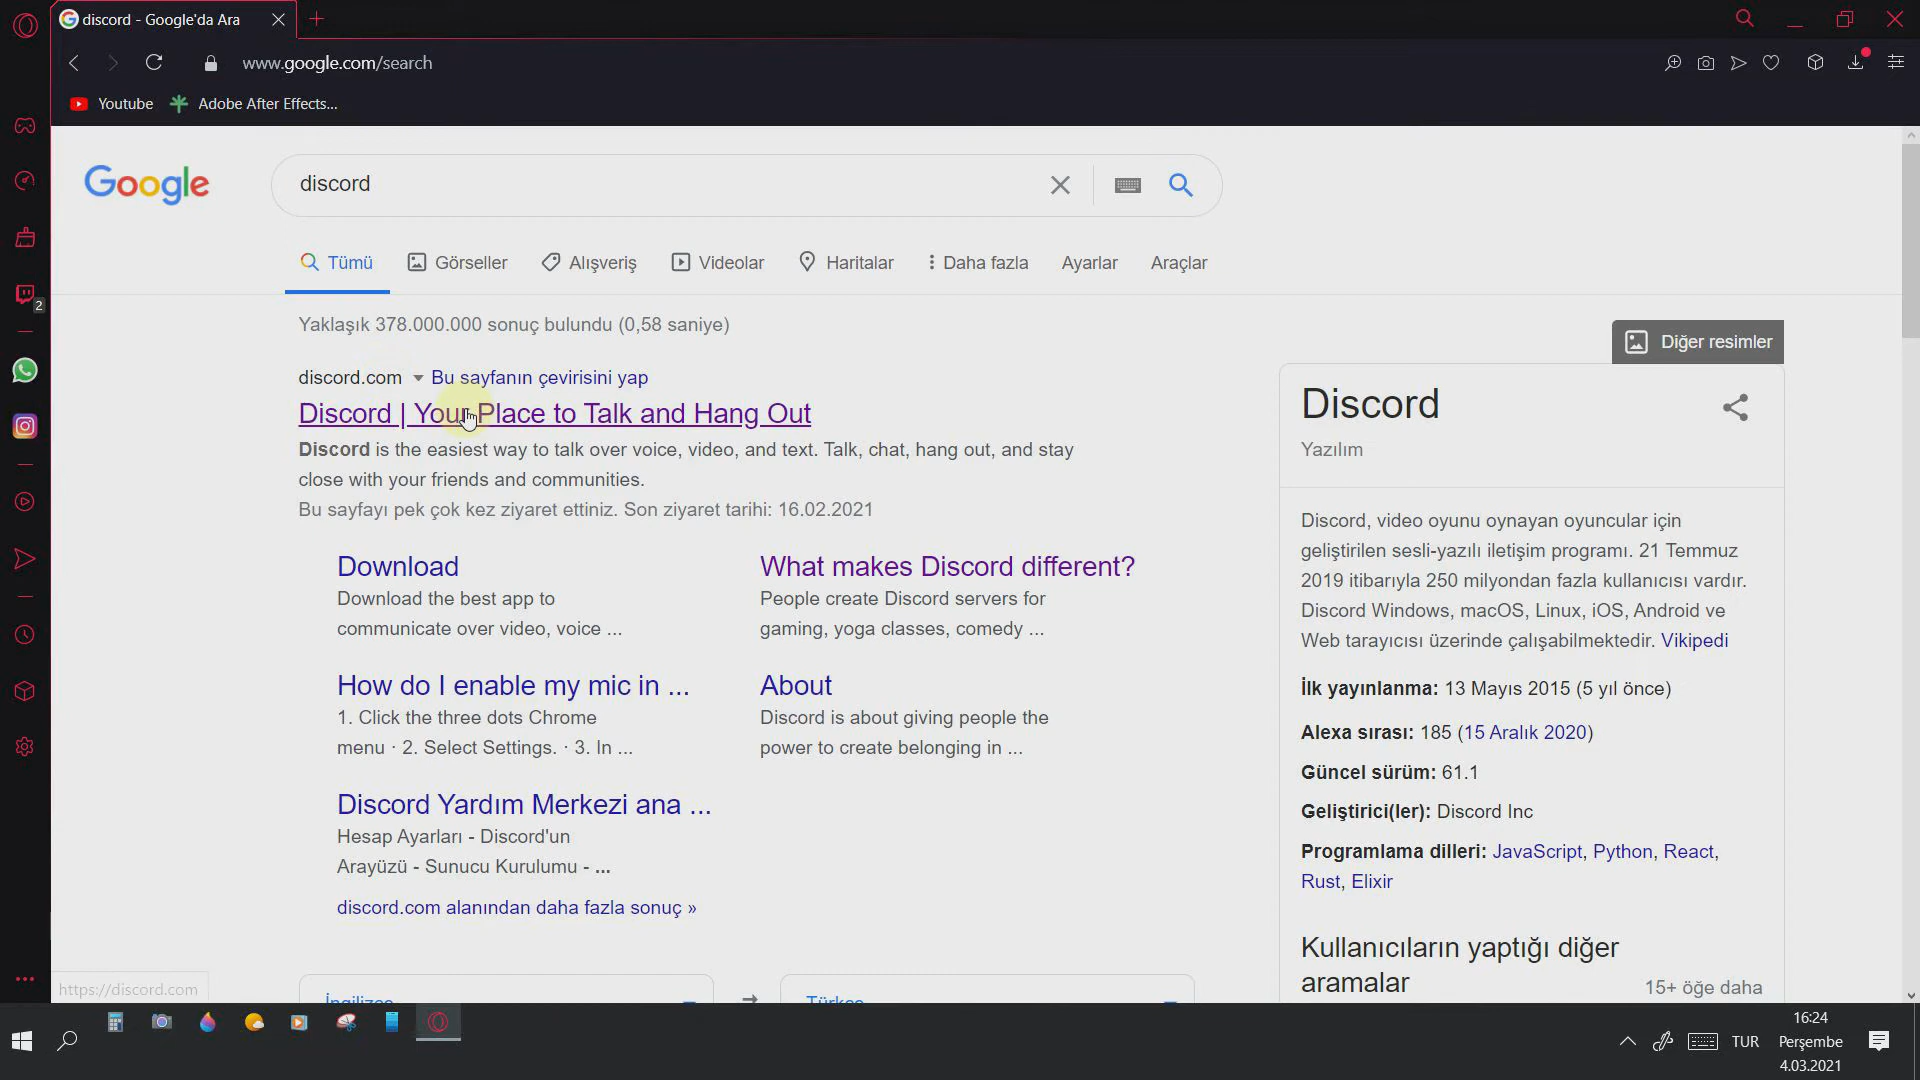 discord - Google'da Ara
www.google.com/search
Youtube
Adobe After Effects...
Google
discord
Tümü
Görseller
Alışveriş
Videolar
Haritalar
Daha fazla
Ayarlar
Araçlar
2
Yaklaşık 378.000.000 sonuç bulundu (0,58 saniye)
Diğer resimler
discord.com
Bu sayfanın çevirisini yap
Discord | Your Place to Talk and Hang Out
Discord is the easiest way to talk over voice, video, and text. Talk, chat, hang out, and stay
close with your friends and communities.
Bu sayfayı pek çok kez ziyaret ettiniz. Son ziyaret tarihi: 16.02.2021
Download
Download the best app to
communicate over video, voice ...
What makes Discord different?
People create Discord servers for
gaming, yoga classes, comedy ...
How do I enable my mic in ...
1. Click the three dots Chrome
menu · 2. Select Settings. · 3. In ...
About
Discord is about giving people the
power to create belonging in ...
Discord Yardım Merkezi ana ...
Hesap Ayarları - Discord'un
Arayüzü - Sunucu Kurulumu - ...
discord.com alanından daha fazla sonuç »
İngilizce
Türkçe
Discord
Yazılım
Discord, video oyunu oynayan oyuncular için
geliştirilen sesli-yazılı iletişim programı. 21 Temmuz
2019 itibarıyla 250 milyondan fazla kullanıcısı vardır.
Discord Windows, macOS, Linux, iOS, Android ve
Web tarayıcısı üzerinde çalışabilmektedir. Vikipedi
İlk yayınlanma: 13 Mayıs 2015 (5 yıl önce)
Alexa sırası: 185 (15 Aralık 2020)
Güncel sürüm: 61.1
Geliştirici(ler): Discord Inc
Programlama dilleri: JavaScript, Python, React,
Rust, Elixir
Kullanıcıların yaptığı diğer
aramalar
15+ öğe daha
https://discord.com
TUR
16:24
Perşembe
4.03.2021